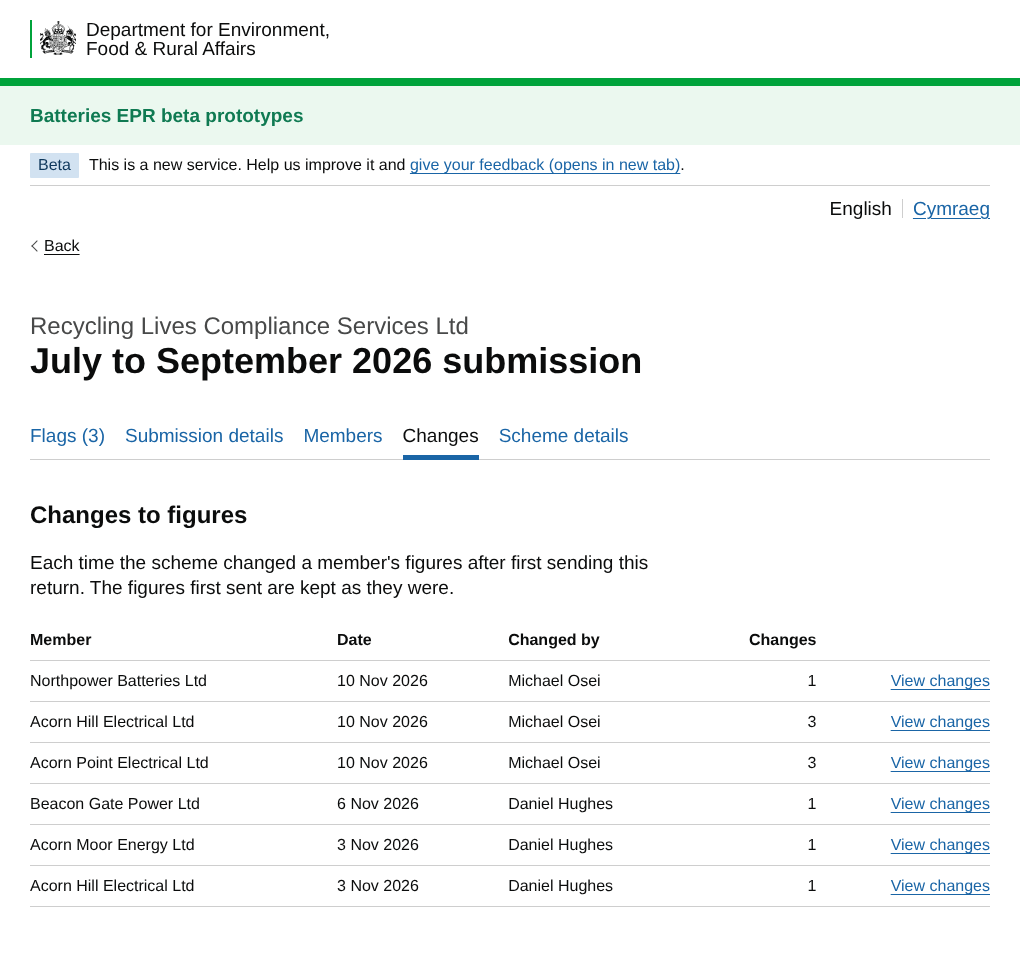 Department for Environment,
Food & Rural Affairs
Batteries EPR beta prototypes
Beta This is a new service. Help us improve it and give your feedback (opens in new tab).
English Cymraeg
Back
Recycling Lives Compliance Services Ltd
July to September 2026 submission
Flags (3) Submission details Members Changes Scheme details
Changes to figures
Each time the scheme changed a member's figures after first sending this
return. The figures first sent are kept as they were.
Member Date Changed by Changes
Northpower Batteries Ltd 10 Nov 2026 Michael Osei 1 View changes
Acorn Hill Electrical Ltd 10 Nov 2026 Michael Osei 3 View changes
Acorn Point Electrical Ltd 10 Nov 2026 Michael Osei 3 View changes
Beacon Gate Power Ltd 6 Nov 2026 Daniel Hughes 1 View changes
Acorn Moor Energy Ltd 3 Nov 2026 Daniel Hughes 1 View changes
Acorn Hill Electrical Ltd 3 Nov 2026 Daniel Hughes 1 View changes